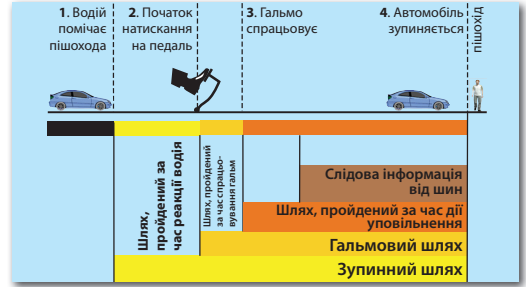 1. Водій
помічає
пішохода
2. Початок
натискання
на педаль
3. Гальмо
спрацьовує
4. Автомобіль
зупиняється
пішохід
Шлях,
пройдений за
час реакції водія
Шлях, пройдений
за час спрацьо-
вування гальм
Слідова інформація
від шин
Шлях, пройдений за час дії
уповільнення
Гальмовий шлях
Зупинний шлях